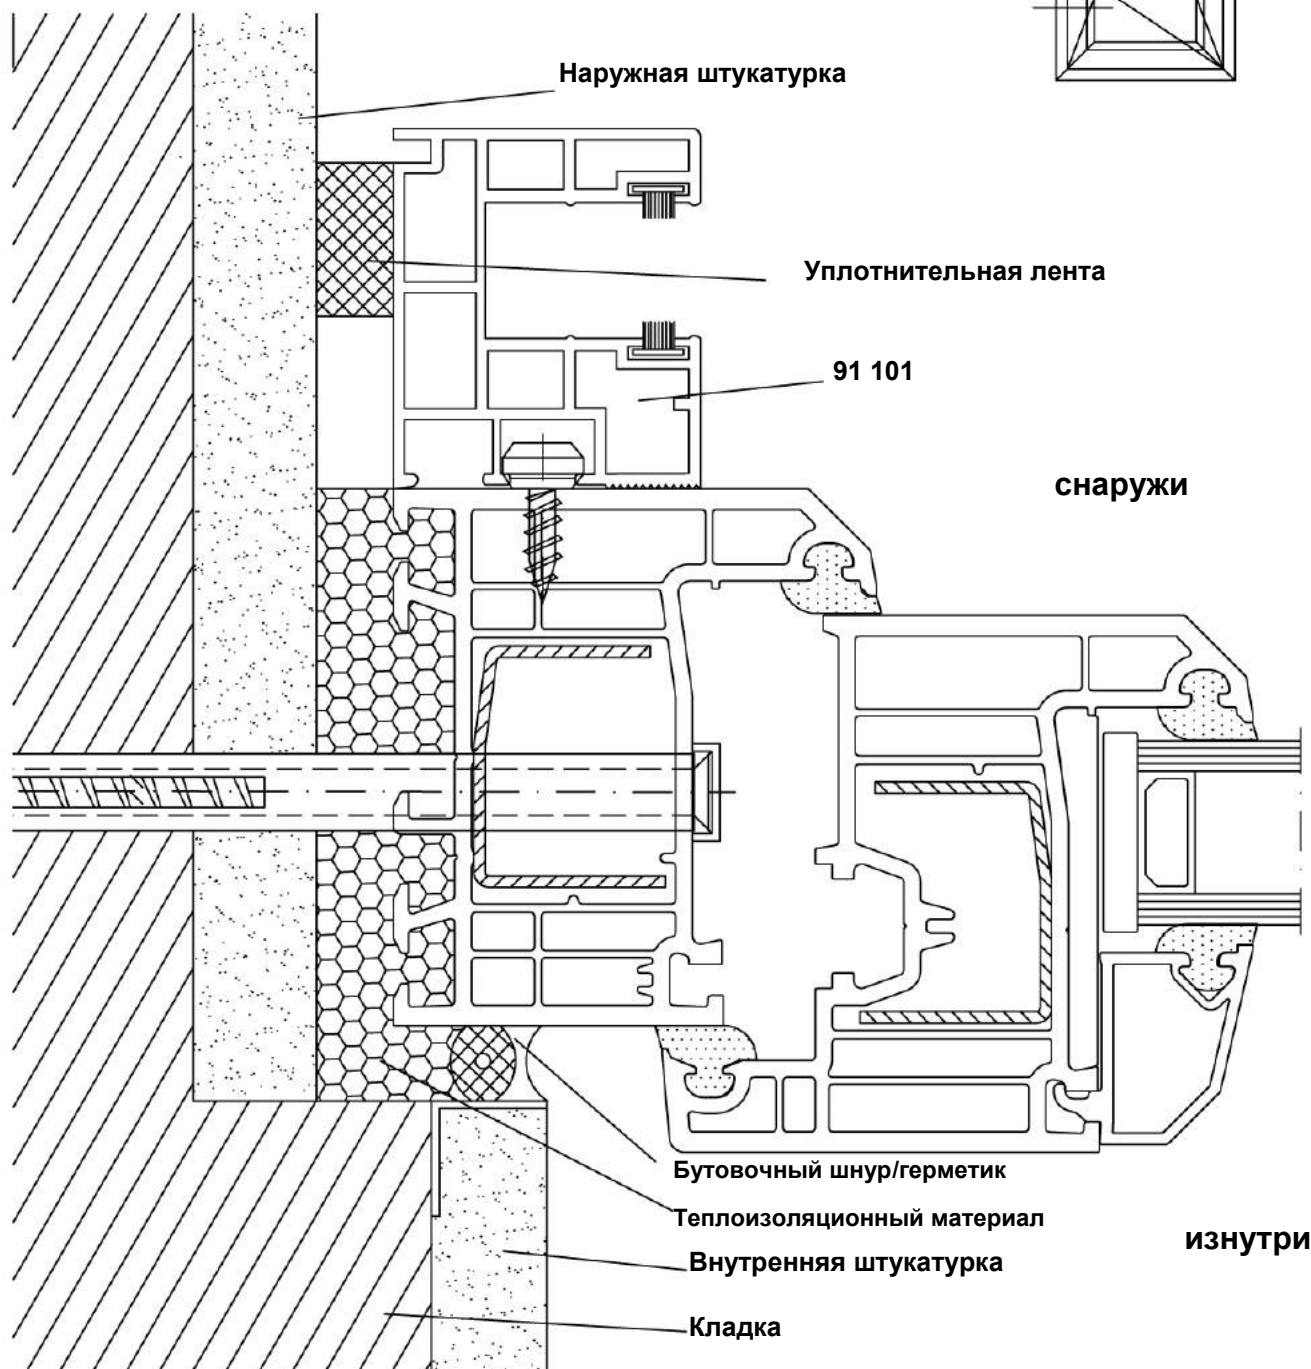 Наружная штукатурка
Уплотнительная лента
91 101
снаружи
Бутовочный шнур/герметик
Теплоизоляционный материал
изнутри
Внутренняя штукатурка
Кладка